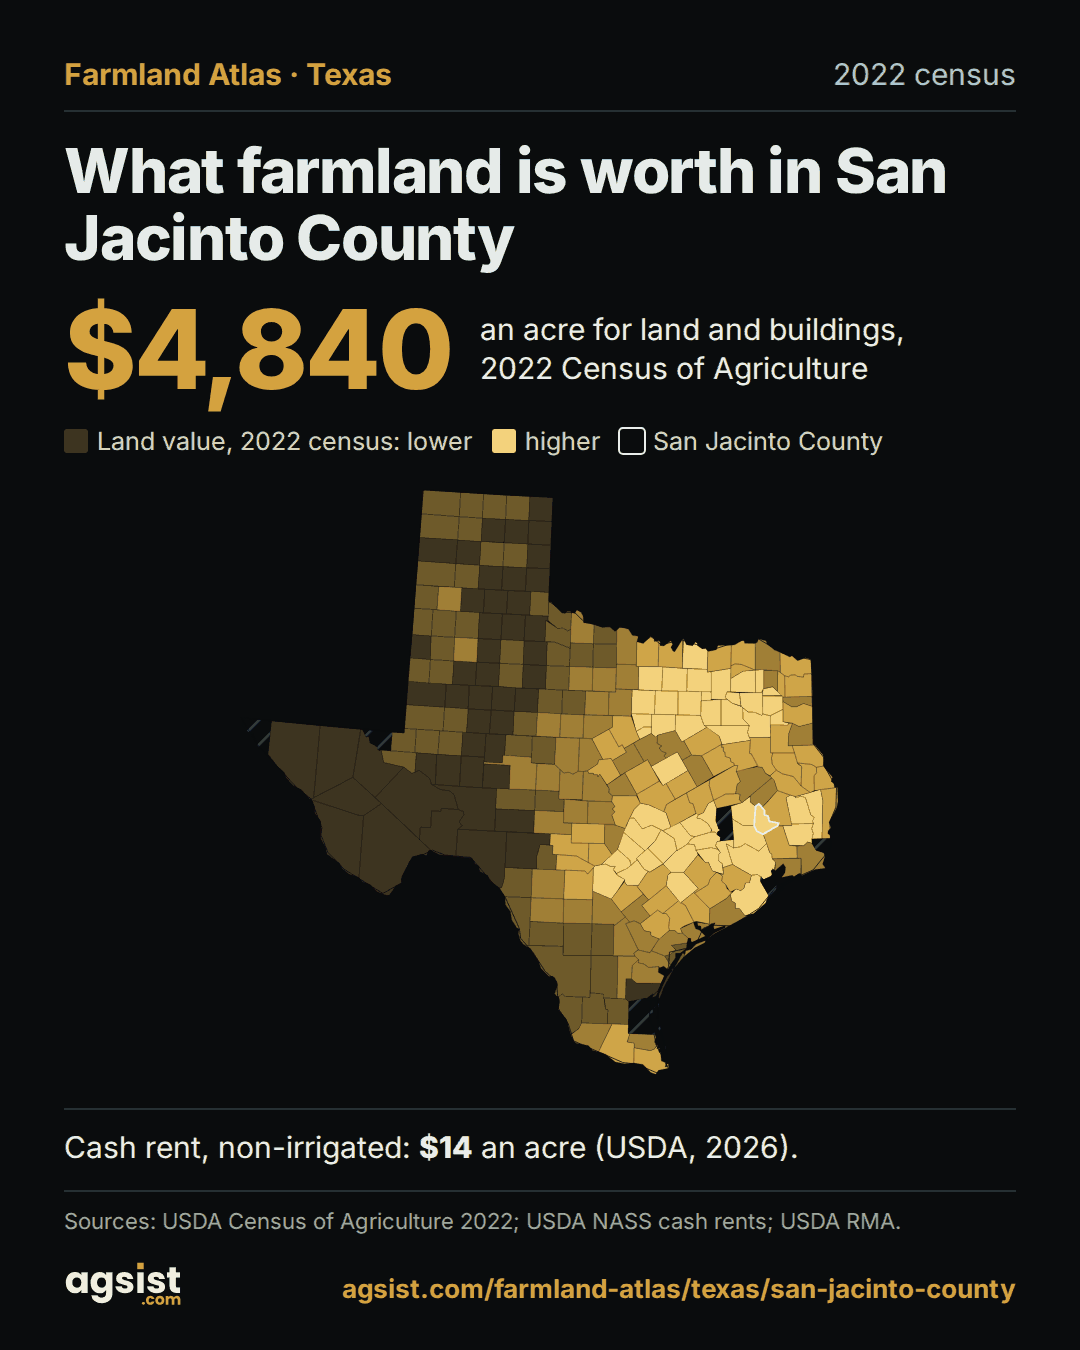 Farmland Atlas · Texas
2022 census
What farmland is worth in San
Jacinto County
$4,840
an acre for land and buildings,
2022 Census of Agriculture
Land value, 2022 census: lower
higher
San Jacinto County
Cash rent, non-irrigated: $14 an acre (USDA, 2026).
Sources: USDA Census of Agriculture 2022; USDA NASS cash rents; USDA RMA.
agsist
.com
agsist.com/farmland-atlas/texas/san-jacinto-county